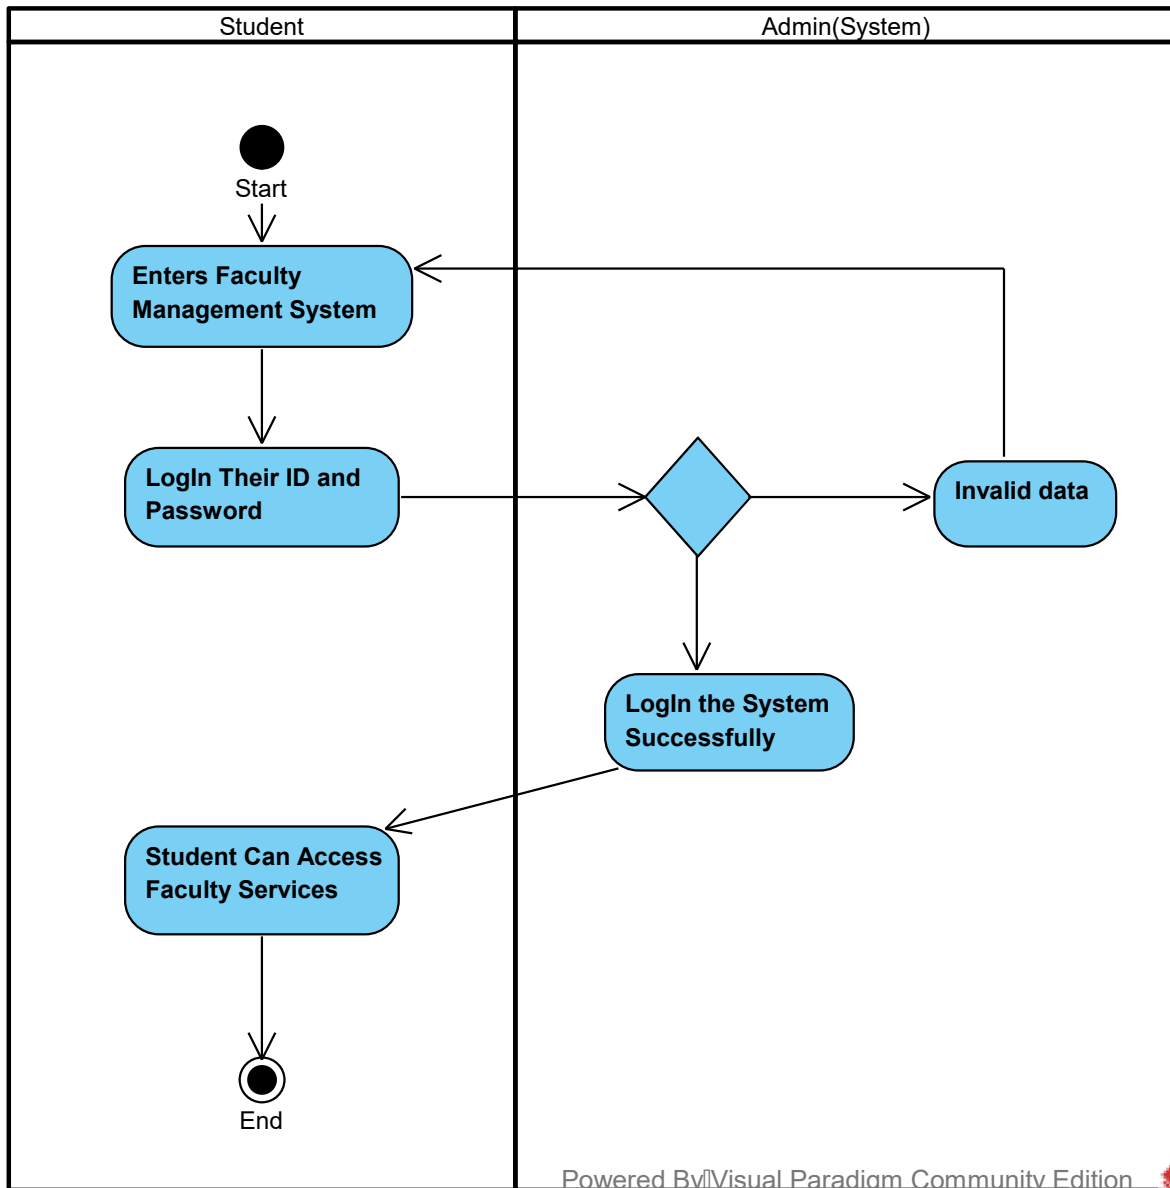 Student
Admin(System)
Start
Enters Faculty
Management System
LogIn Their ID and
Password
Invalid data
LogIn the System
Successfully
Student Can Access
Faculty Services
End
Powered By Visual Paradigm Community Edition